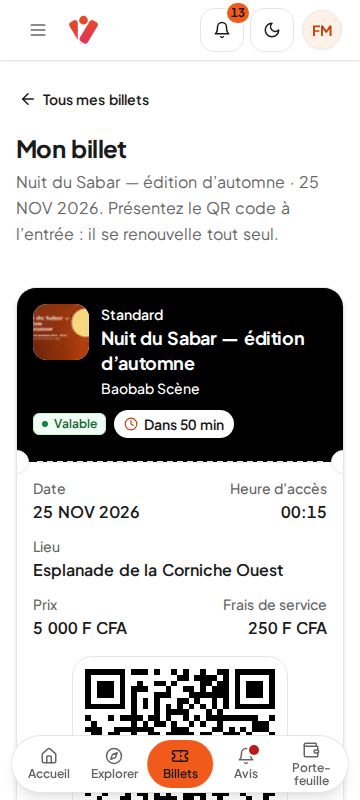 13
FM
Tous mes billets
Mon billet
Nuit du Sabar — édition d’automne · 25
NOV 2026. Présentez le QR code à
l’entrée : il se renouvelle tout seul.
Standard
Nuit du Sabar — édition
d’automne
Baobab Scène
Valable
Dans 50 min
Date
Heure d’accès
25 NOV 2026
00:15
Lieu
Esplanade de la Corniche Ouest
Prix
Frais de service
5 000 F CFA
250 F CFA
Accueil
Explorer
Billets
Avis
Porte-
feuille